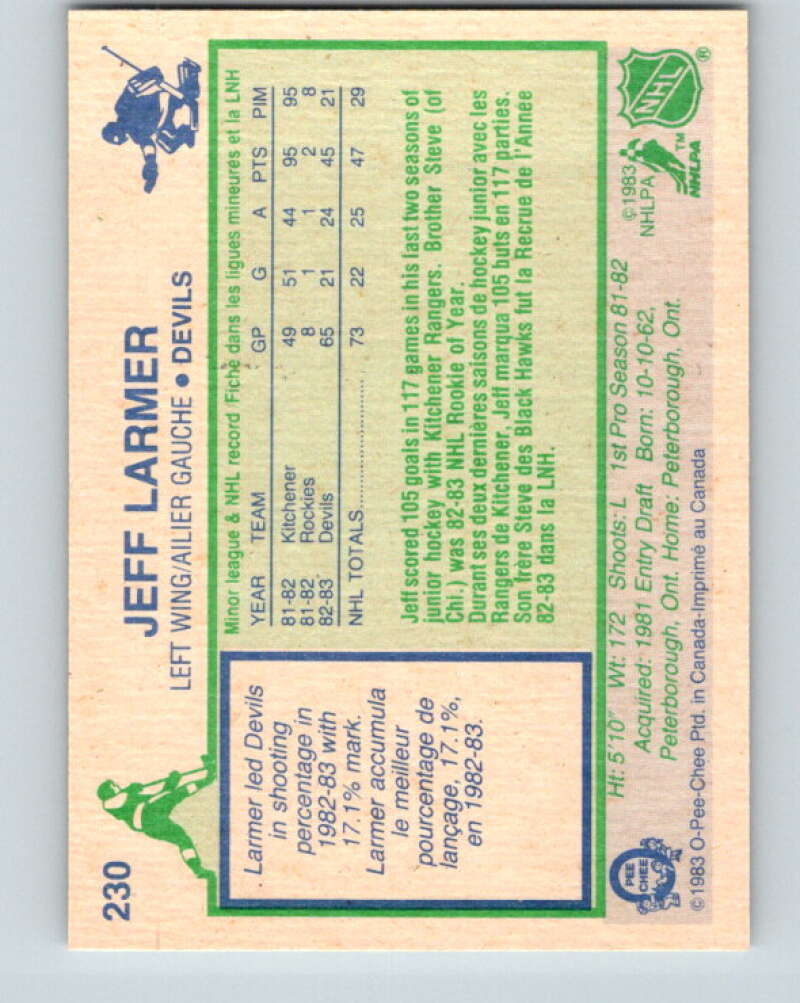 230
JEFF LARMER
LEFT WING/AILIER GAUCHE • DEVILS
Larmer led Devils
in shooting
percentage in
1982-83 with
17.1% mark.
Larmer accumula
le meilleur
pourcentage de
lançage, 17.1%,
en 1982-83.
Minor league & NHL record Fiche dans les ligues mineures et la LNH
YEAR TEAM GP G A PTS PIM
81-82 Kitchener 49 51 44 95 95
81-82 Rockies 8 1 1 2 8
82-83 Devils 65 21 24 45 21
NHL TOTALS.................. 73 22 25 47 29
Jeff scored 105 goals in 117 games in his last two seasons of
junior hockey with Kitchener Rangers. Brother Steve (of
Chi.) was 82-83 NHL Rookie of Year.
Durant ses deux dernières saisons de hockey junior avec les
Rangers de Kitchener, Jeff marqua 105 buts en 117 parties.
Son frère Steve des Black Hawks fut la Recrue de l'Année
82-83 dans la LNH.
Ht: 5'10" Wt: 172 Shoots: L 1st Pro Season 81-82
Acquired: 1981 Entry Draft Born: 10-10-62,
Peterborough, Ont. Home: Peterborough, Ont.
©1983 O-Pee-Chee Ptd. in Canada-Imprimé au Canada
O PEE CHEE
©1983
NHLPA
NHLPA TM
NHL ®